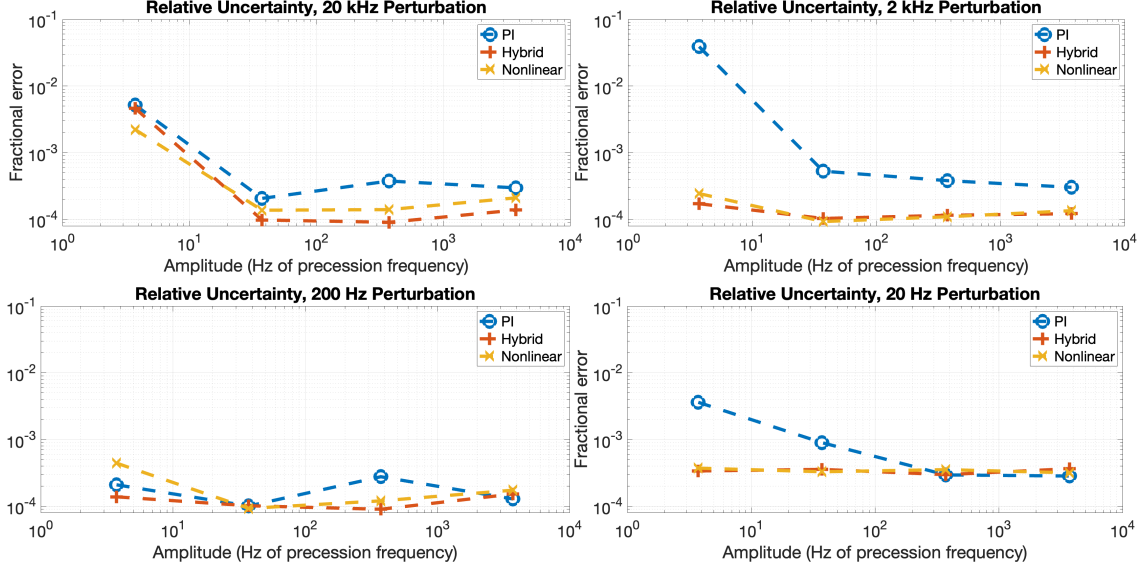 Relative Uncertainty, 20 kHz Perturbation
Fractional error
10^-1
10^-2
10^-3
10^-4
PI
Hybrid
Nonlinear
10^0
10^1
10^2
10^3
10^4
Amplitude (Hz of precession frequency)
Relative Uncertainty, 2 kHz Perturbation
Fractional error
10^-1
10^-2
10^-3
10^-4
PI
Hybrid
Nonlinear
10^0
10^1
10^2
10^3
10^4
Amplitude (Hz of precession frequency)
Relative Uncertainty, 200 Hz Perturbation
10^-1
10^-2
10^-3
10^-4
PI
Hybrid
Nonlinear
10^0
10^1
10^2
10^3
10^4
Amplitude (Hz of precession frequency)
Relative Uncertainty, 20 Hz Perturbation
Fractional error
10^-1
10^-2
10^-3
10^-4
PI
Hybrid
Nonlinear
10^0
10^1
10^2
10^3
10^4
Amplitude (Hz of precession frequency)